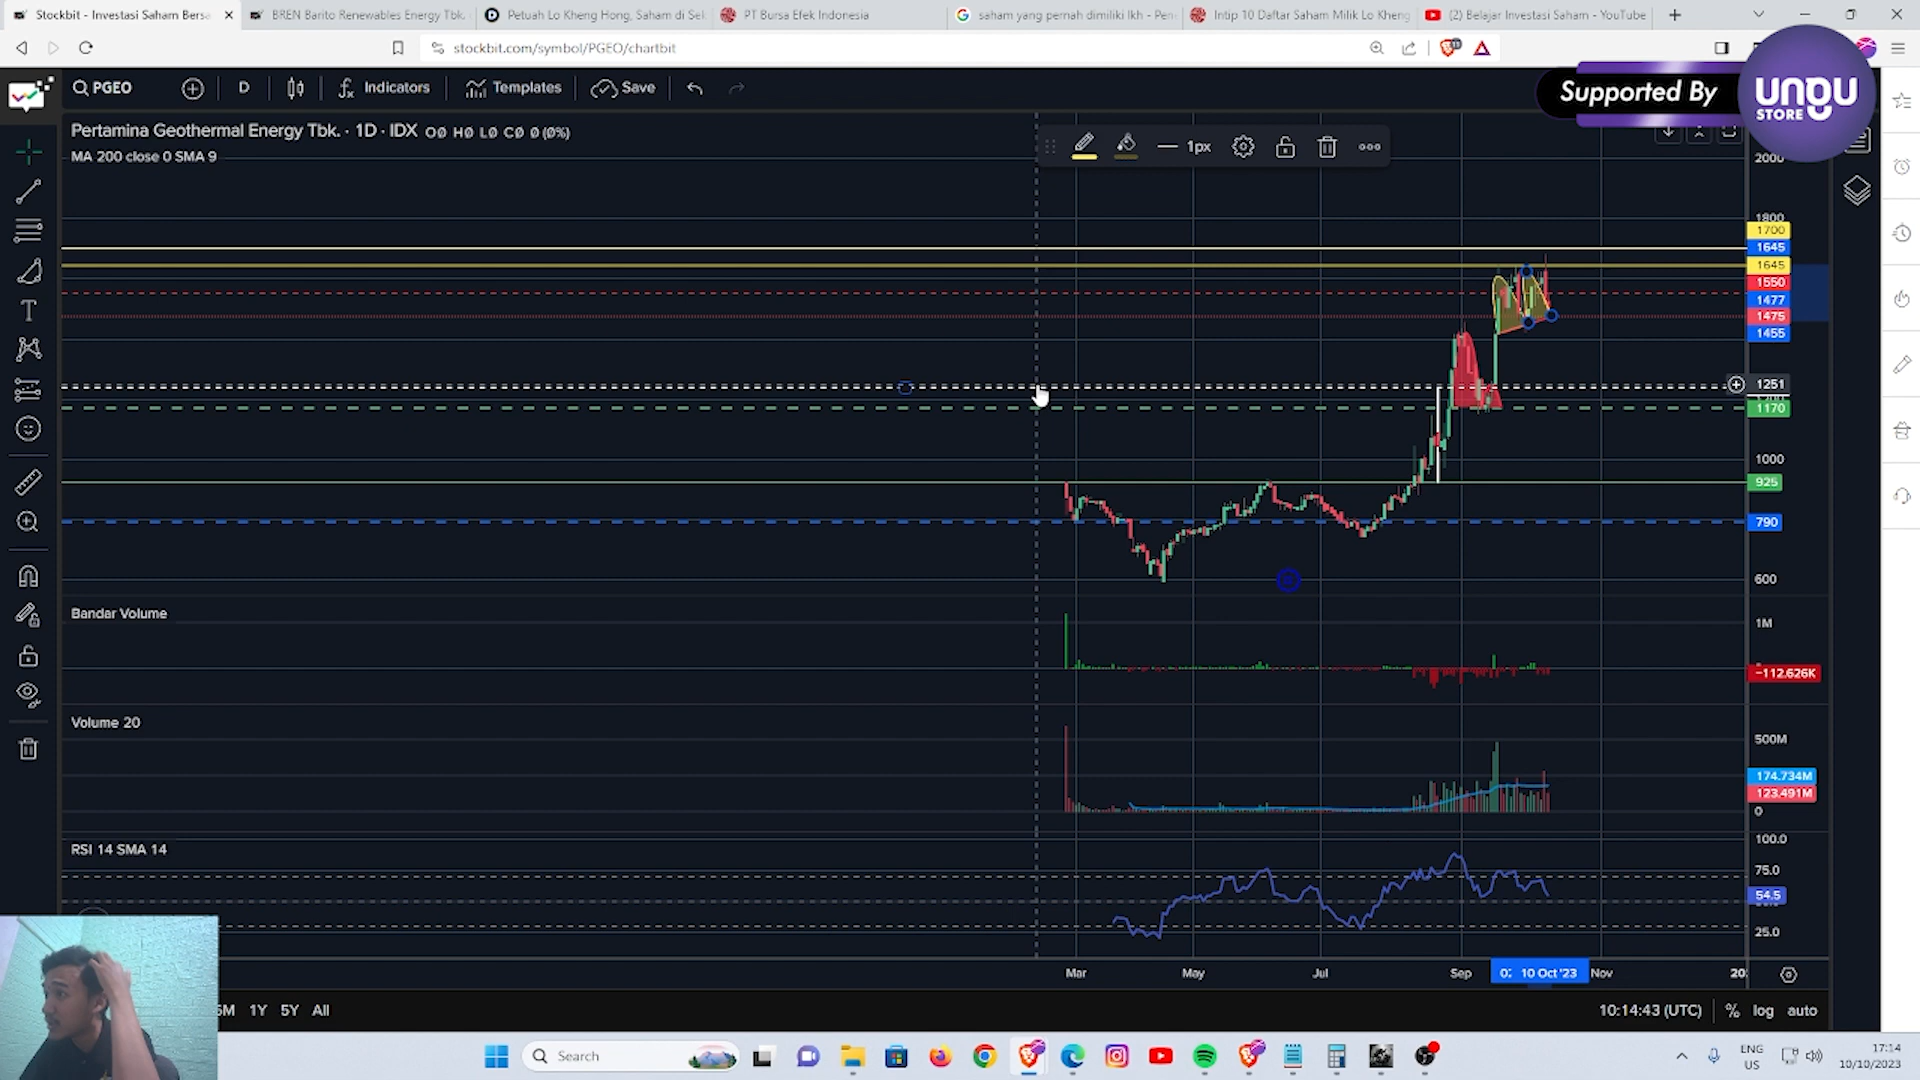 Stockbit - Investasi Saham Bersa
BREN Barito Renewables Energy Tbk.
Petuah Lo Kheng Hong, Saham di Sek
PT Bursa Efek Indonesia
saham yang pernah dimiliki lkh - Pen
Intip 10 Daftar Saham Milik Lo Kheng
(2) Belajar Investasi Saham - YouTube
stockbit.com/symbol/PGEO/chartbit
PGEO
D
Indicators
Templates
Save
Supported By
UNGU
STORE
Pertamina Geothermal Energy Tbk. · 1D · IDX O0 H0 L0 C0 0 (0%)
MA 200 close 0 SMA 9
1px
2000
1800
1700
1645
1645
1550
1477
1475
1455
1251
1170
1000
925
790
600
Bandar Volume
1M
−112.626K
Volume 20
500M
174.734M
123.491M
0
RSI 14 SMA 14
100.0
75.0
54.5
25.0
Mar
May
Jul
Sep
10 Oct '23
Nov
1Y
5Y
All
10:14:43 (UTC)
%
log
auto
Search
ENG
US
17:14
10/10/2023